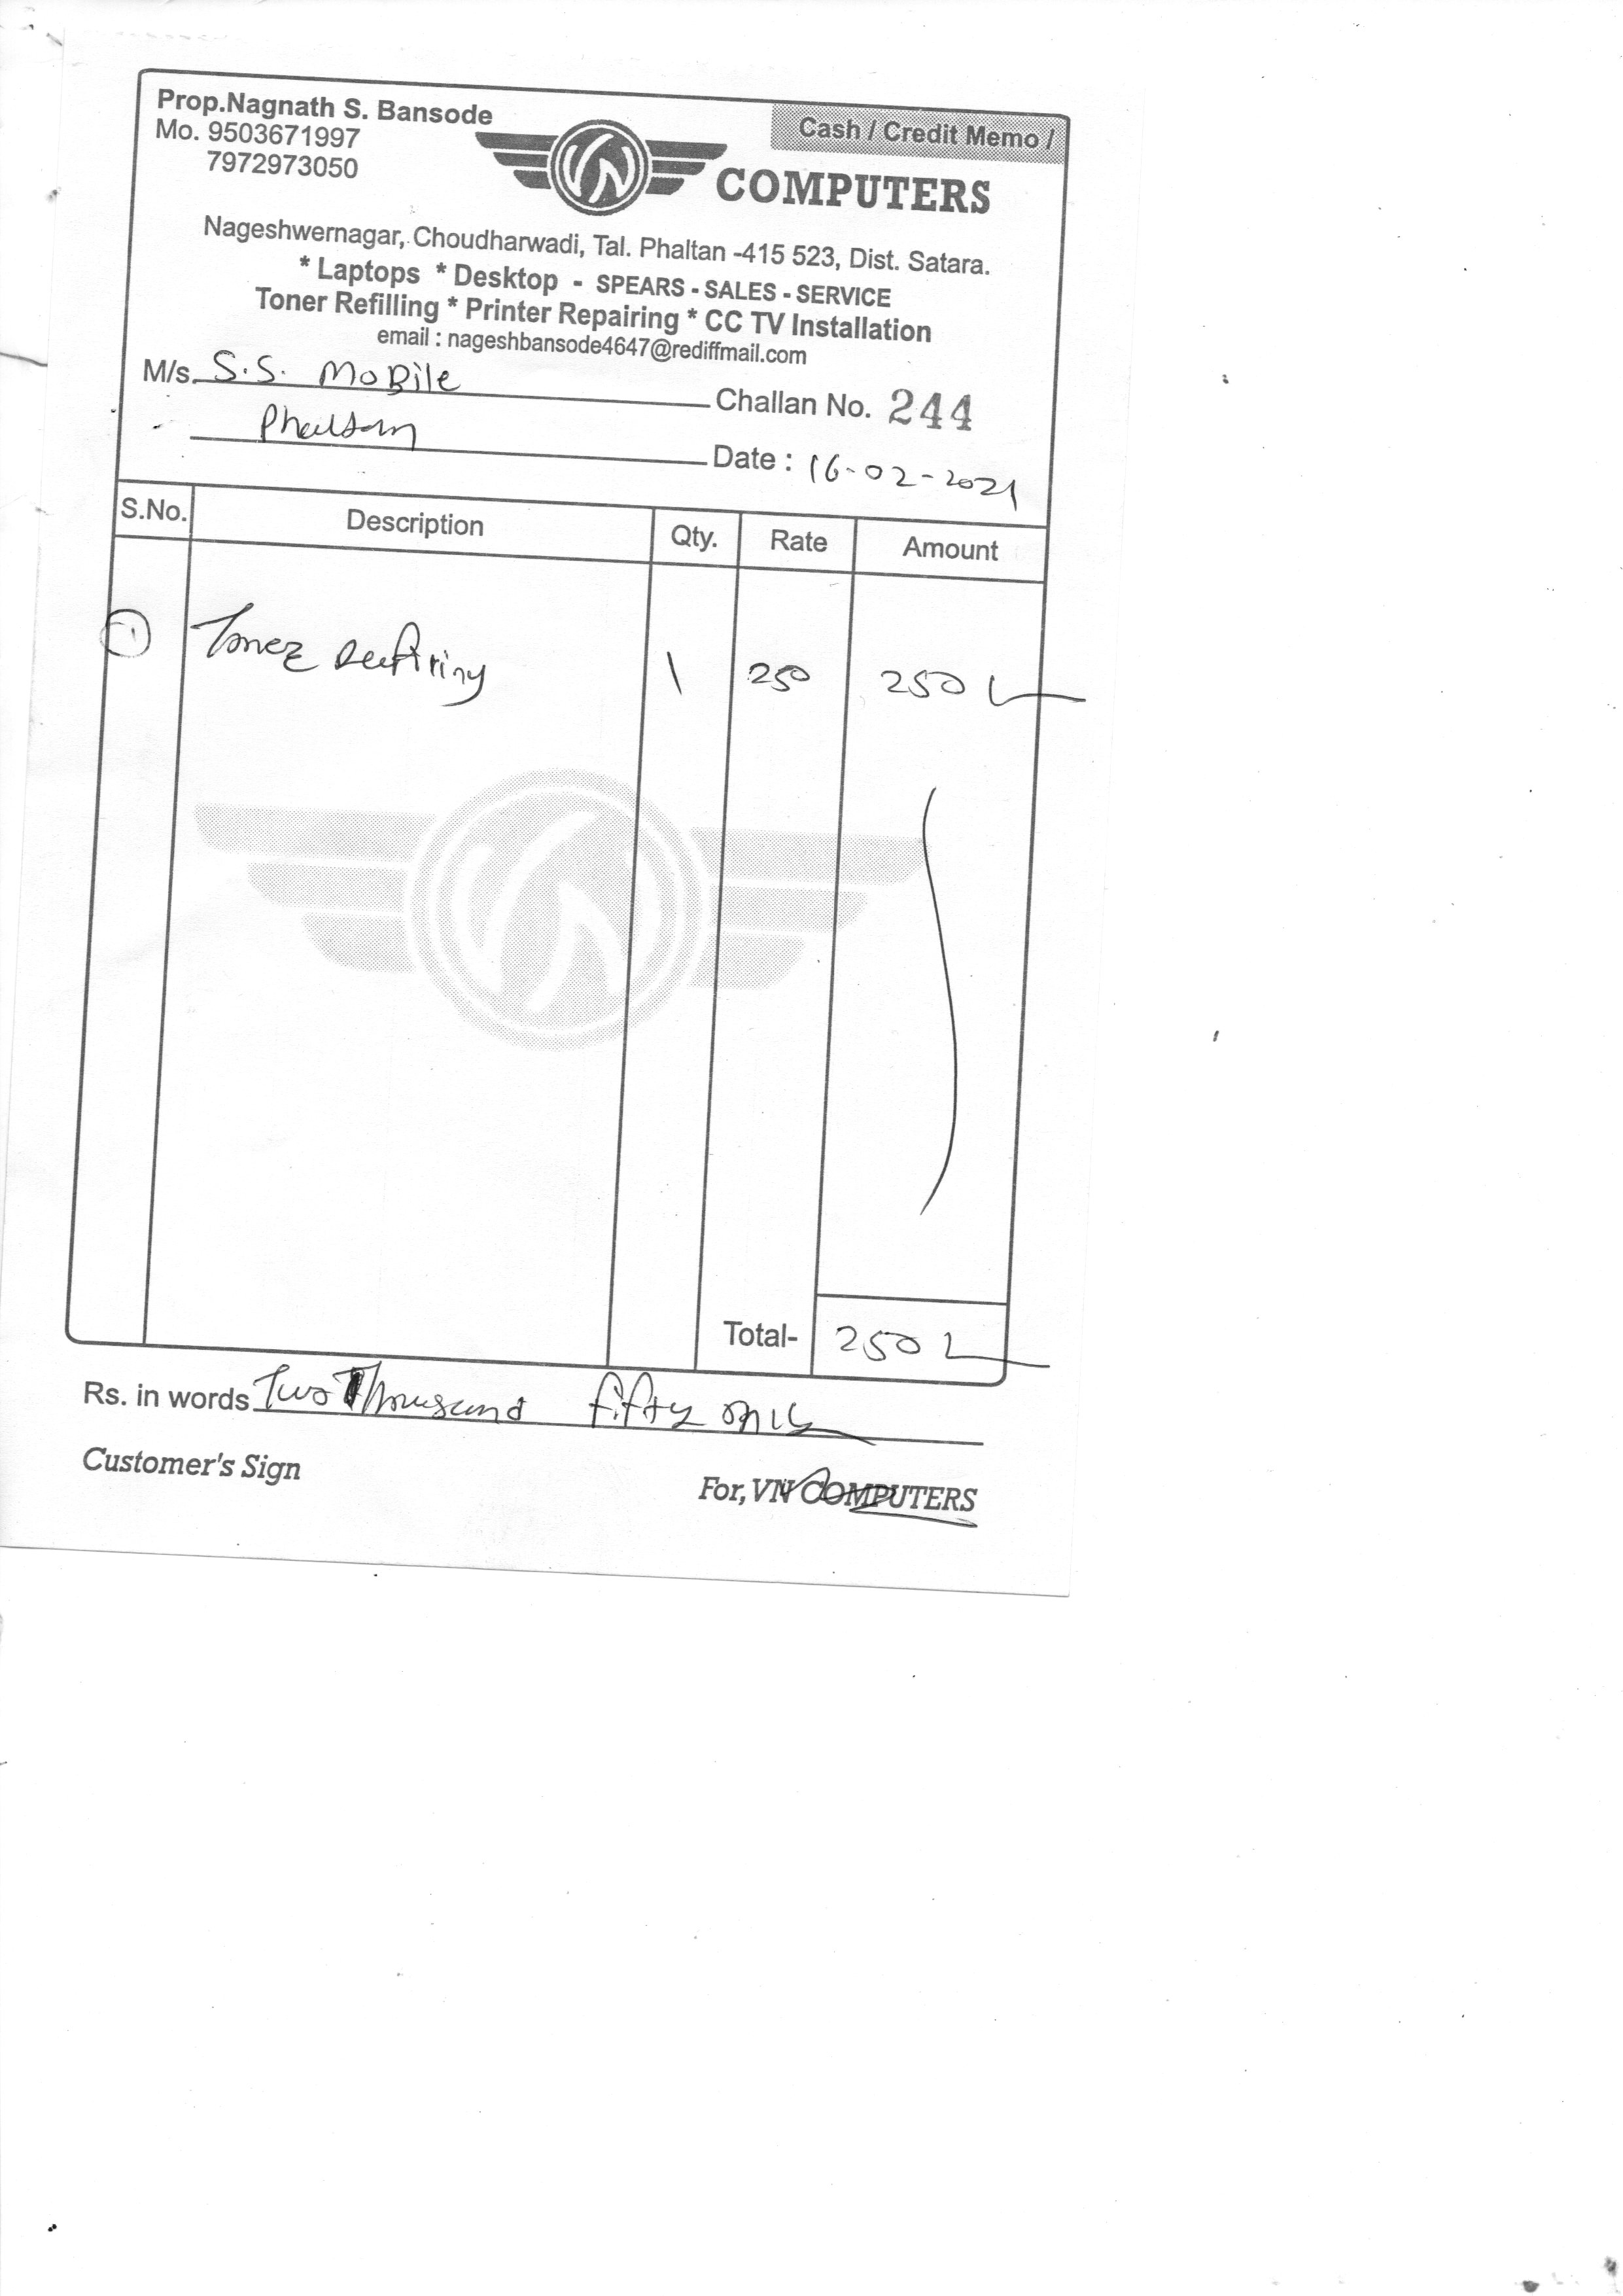 Prop.Nagnath S. Bansode
Cash / Credit Memo /
Mo. 9503671997
7972973050
VN COMPUTERS
Nageshwernagar, Choudharwadi, Tal. Phaltan -415 523, Dist. Satara.
* Laptops * Desktop - SPEARS - SALES - SERVICE
Toner Refilling * Printer Repairing * CC TV Installation
email : nageshbansode4647@rediffmail.com
M/s. S.S. MoBile
Challan No. 244
Phaltan
Date : 16-02-2021
S.No. Description Qty. Rate Amount
1 Toner 1 250 250
Total- 250
Rs. in words Two Thousand fifty only
Customer's Sign
For, VN COMPUTERS